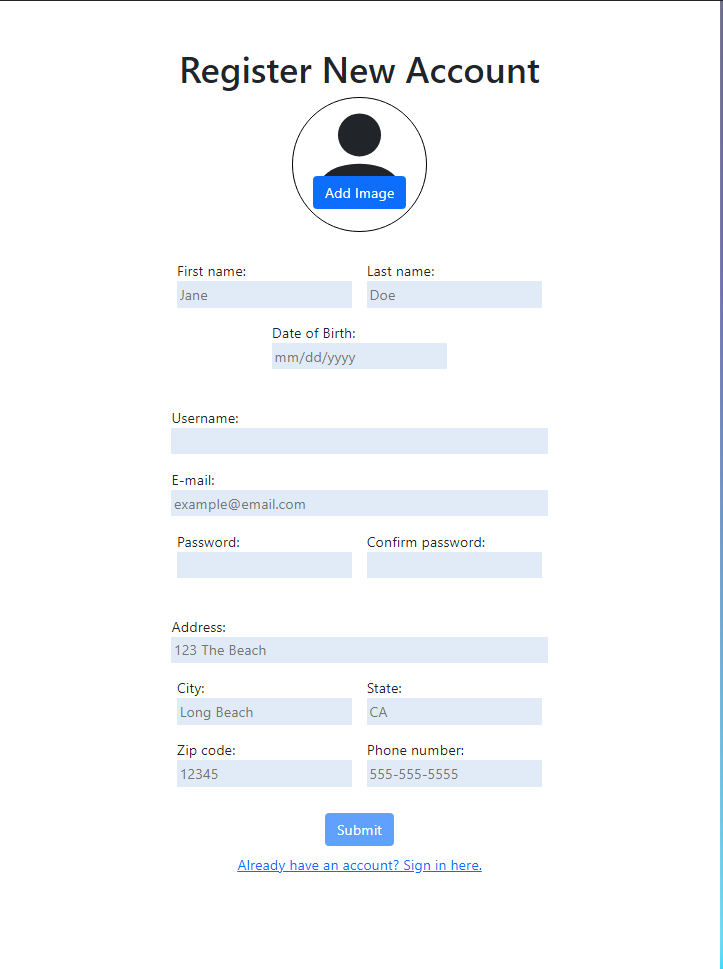 Register New Account
Add Image
First name: Last name:
Jane Doe
Date of Birth:
mm/dd/yyyy
Username:
E-mail:
example@email.com
Password: Confirm password:
Address:
123 The Beach
City: State:
Long Beach CA
Zip code: Phone number:
12345 555-555-5555
Submit
Already have an account? Sign in here.